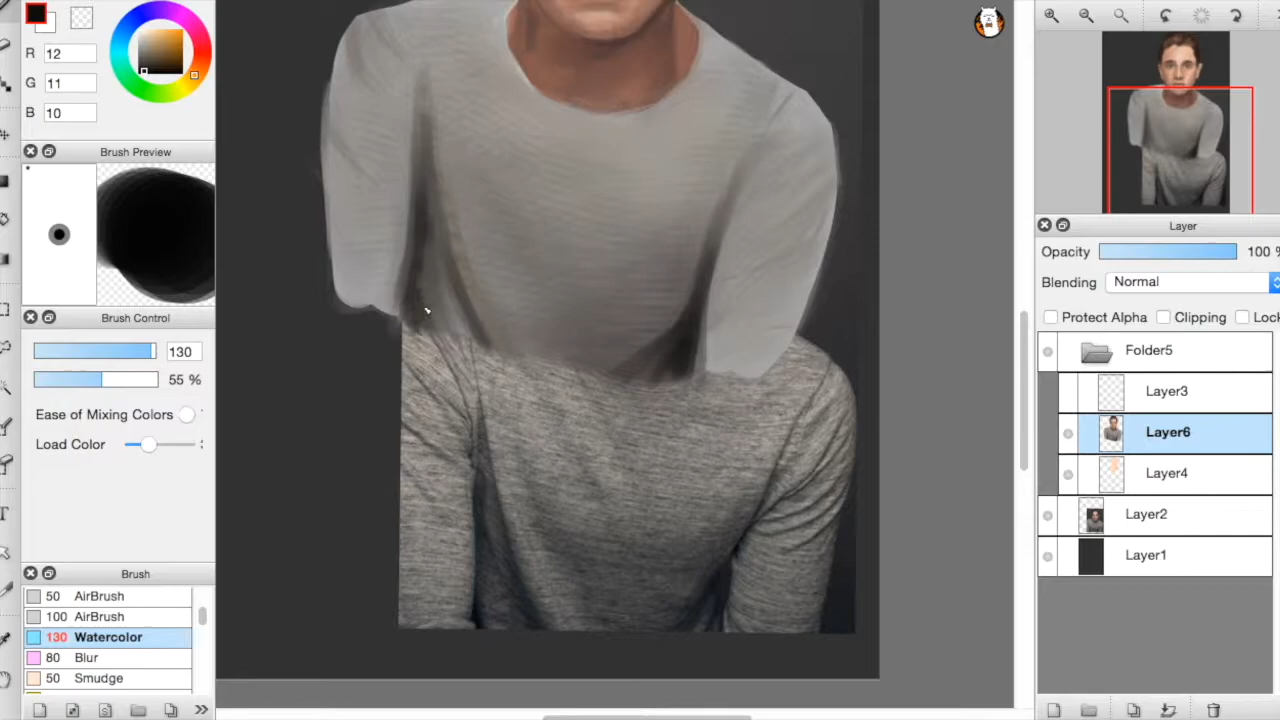 R 12
G 11
B 10
Brush Preview
Brush Control
130
55 %
Ease of Mixing Colors
Load Color
Brush
50 AirBrush
100 AirBrush
130 Watercolor
80 Blur
50 Smudge
Layer
Opacity 100 %
Blending Normal
Protect Alpha Clipping Lock
Folder5
Layer3
Layer6
Layer4
Layer2
Layer1